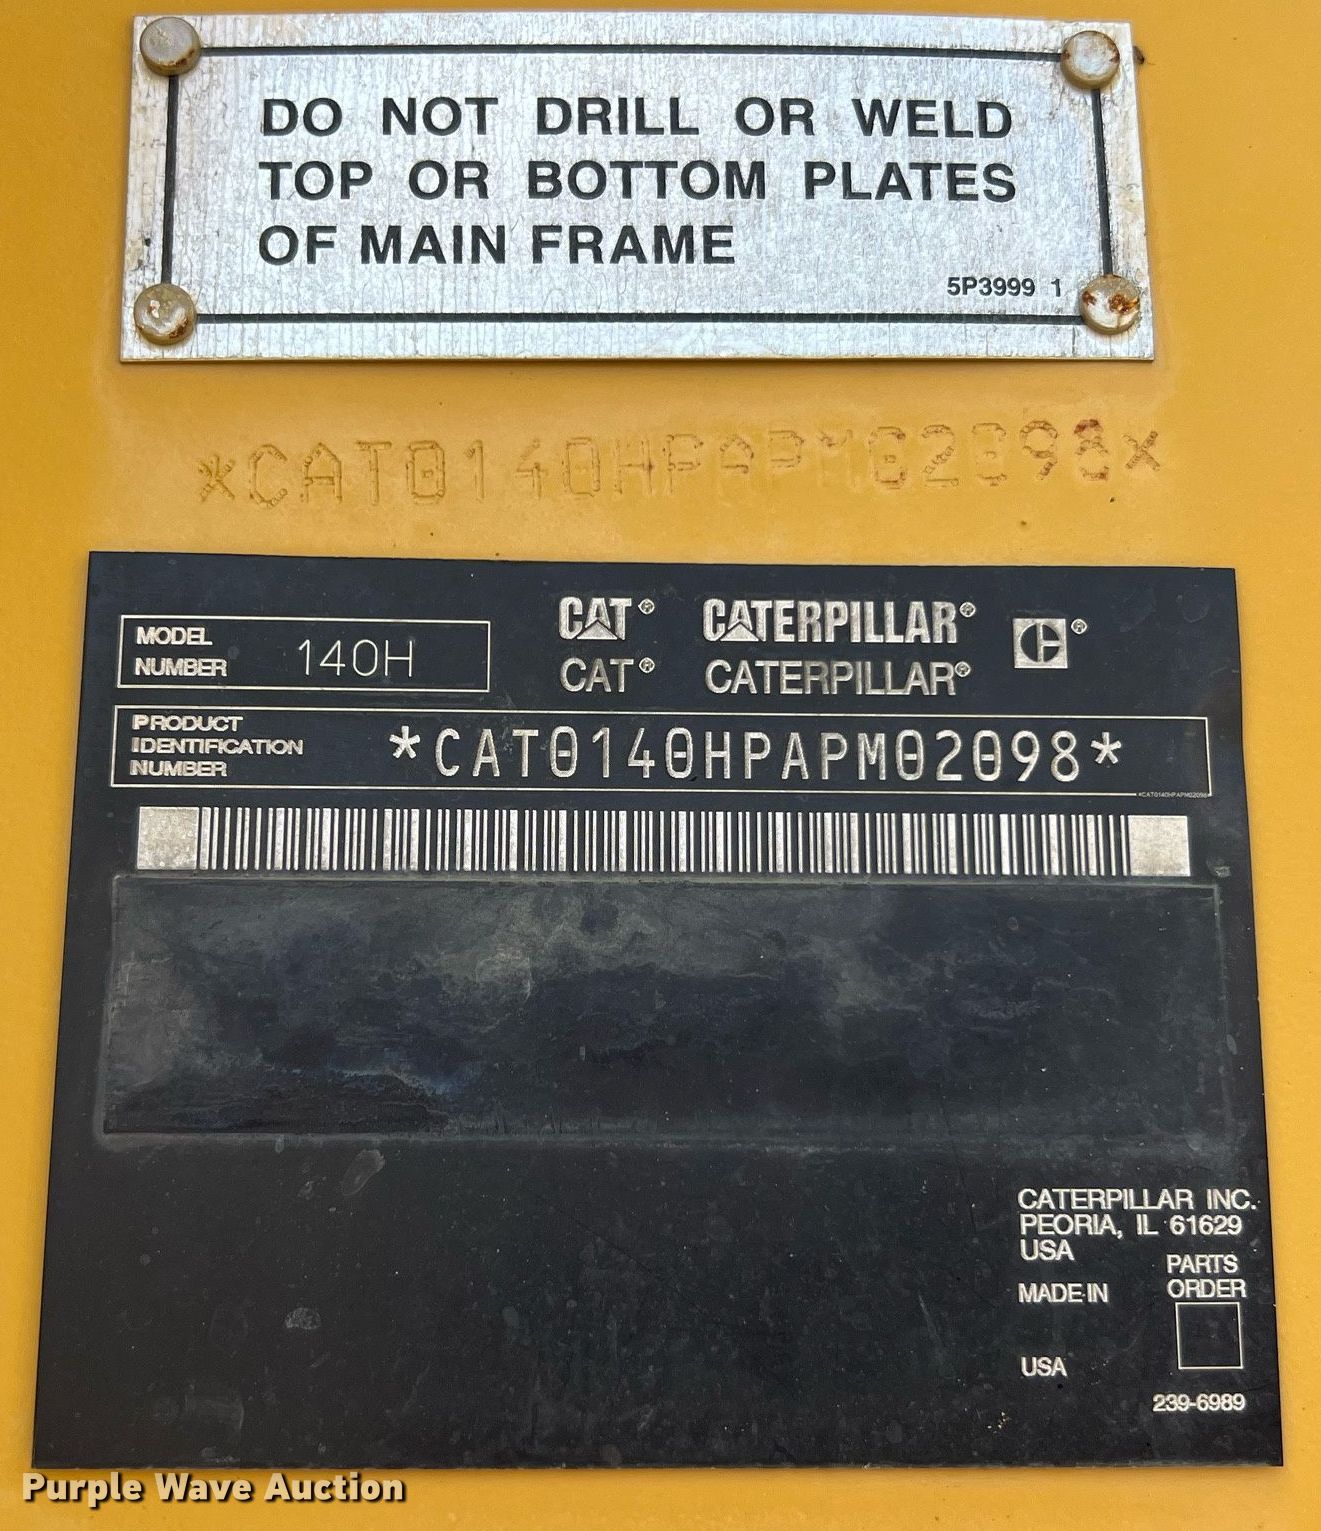 DO NOT DRILL OR WELD
TOP OR BOTTOM PLATES
OF MAIN FRAME
5P3999 1
*CAT0140HPAPM02098*
MODEL
NUMBER
140H
CAT® CATERPILLAR® ®
CAT® CATERPILLAR®
PRODUCT
IDENTIFICATION
NUMBER
*CAT0140HPAPM02098*
*CAT0140HPAPM02098*
CATERPILLAR INC.
PEORIA, IL 61629
USA
PARTS
ORDER
MADE IN
USA
239-6989
Purple Wave Auction